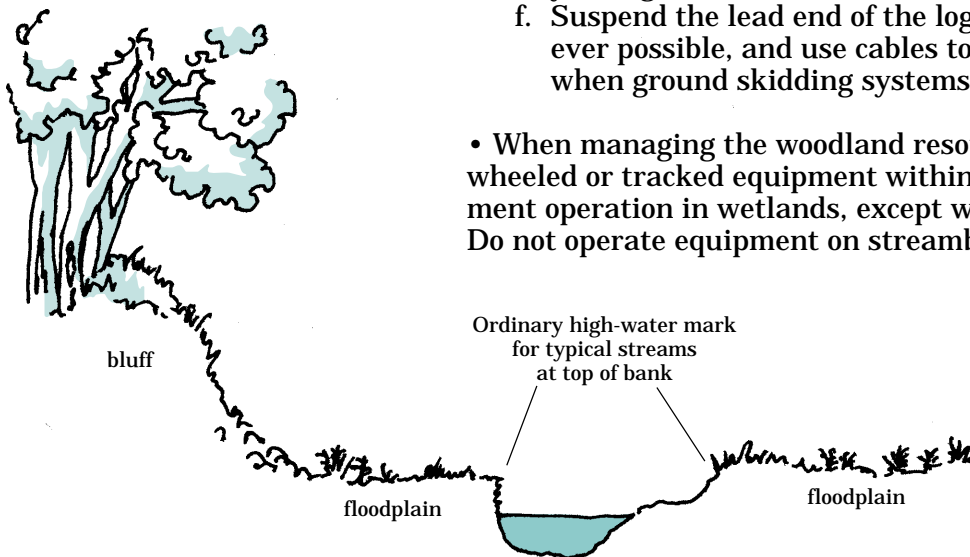 f. Suspend the lead end of the log
ever possible, and use cables to
when ground skidding systems
• When managing the woodland resou
wheeled or tracked equipment within
ment operation in wetlands, except w
Do not operate equipment on streamb
Ordinary high-water mark
for typical streams
at top of bank
bluff
floodplain
floodplain